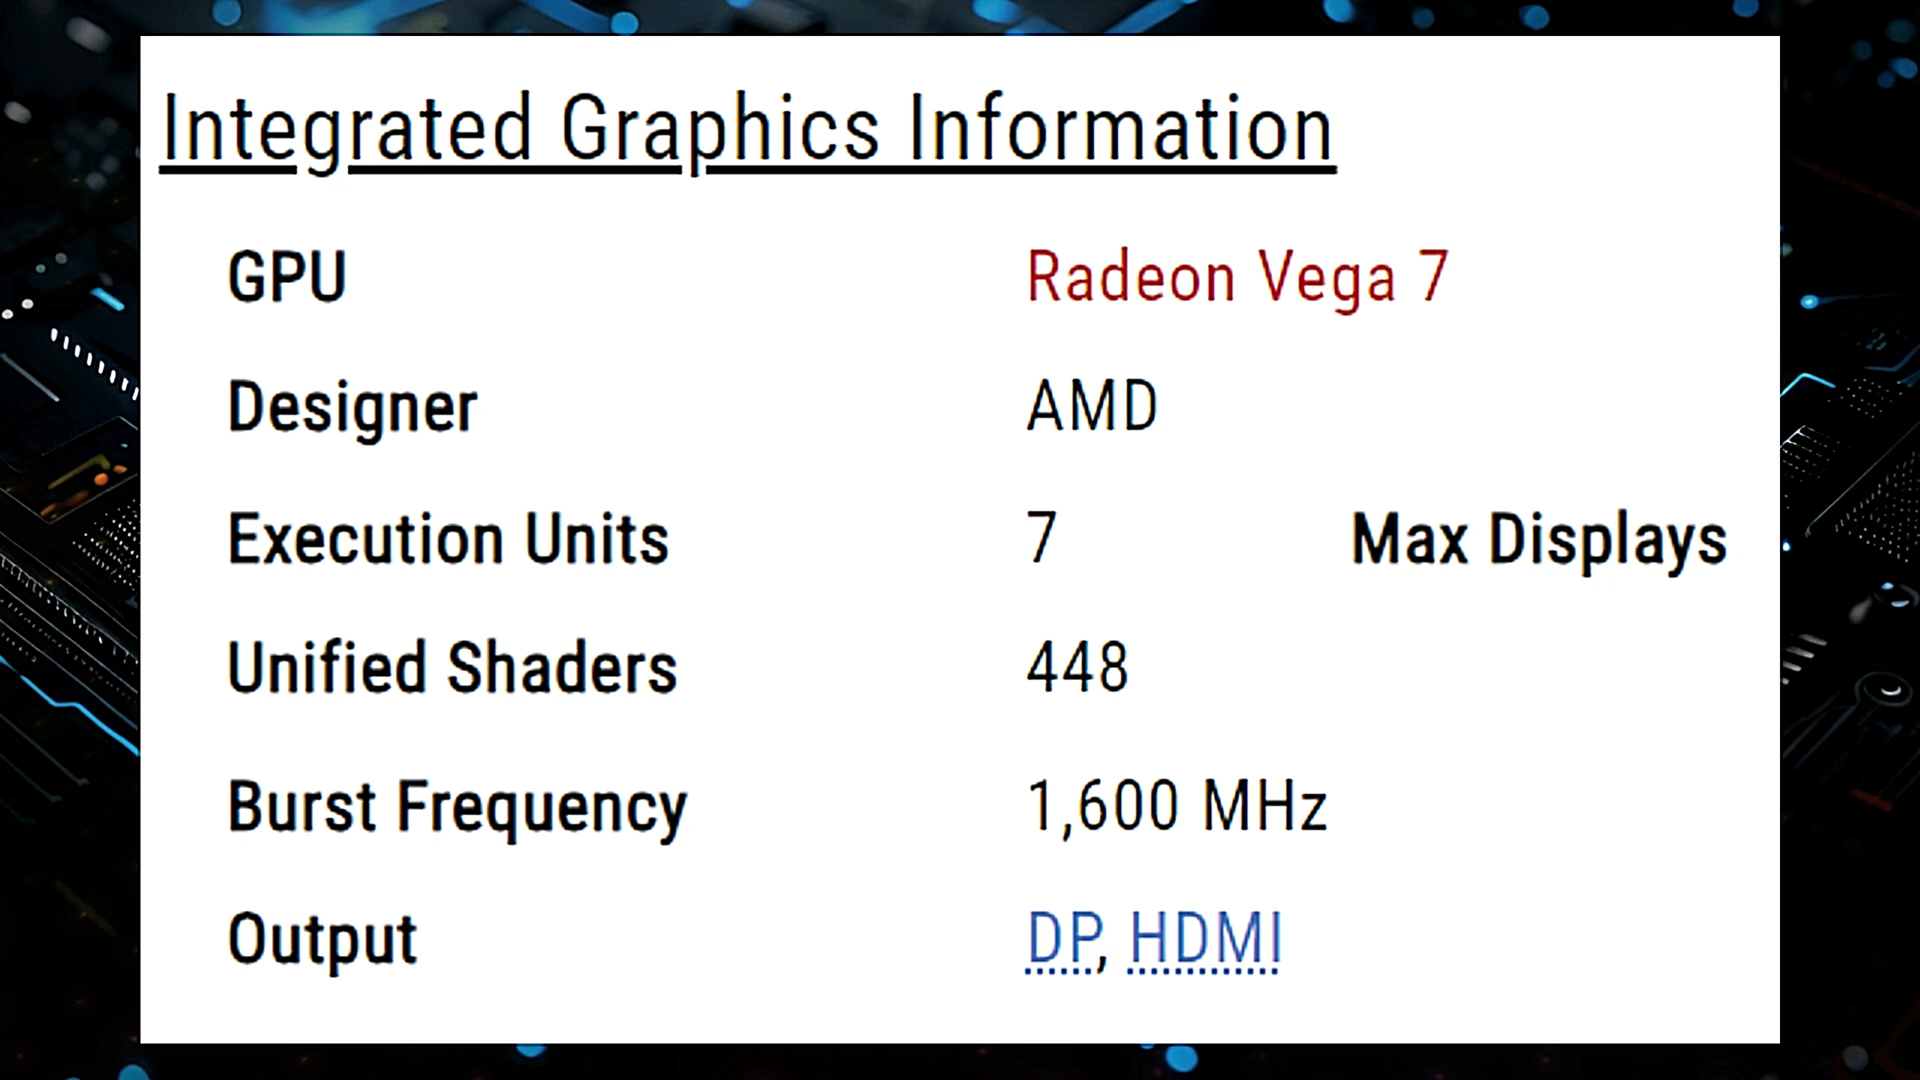 Integrated Graphics Information
GPU Radeon Vega 7
Designer AMD
Execution Units 7 Max Displays
Unified Shaders 448
Burst Frequency 1,600 MHz
Output DP, HDMI